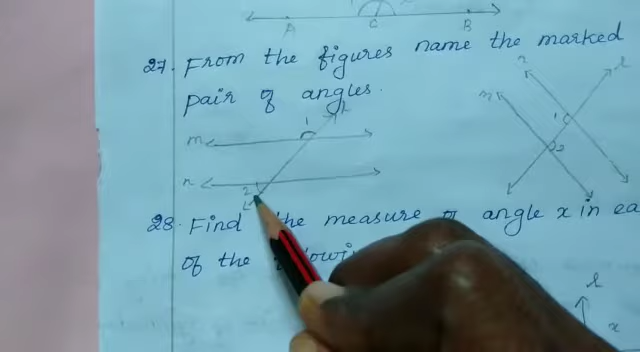 A C B
27. From the figures name the marked
pair of angles.
l
1
m
n
2
n l
m
1
2
28. Find the measure of angle x in ea
of the
l
x